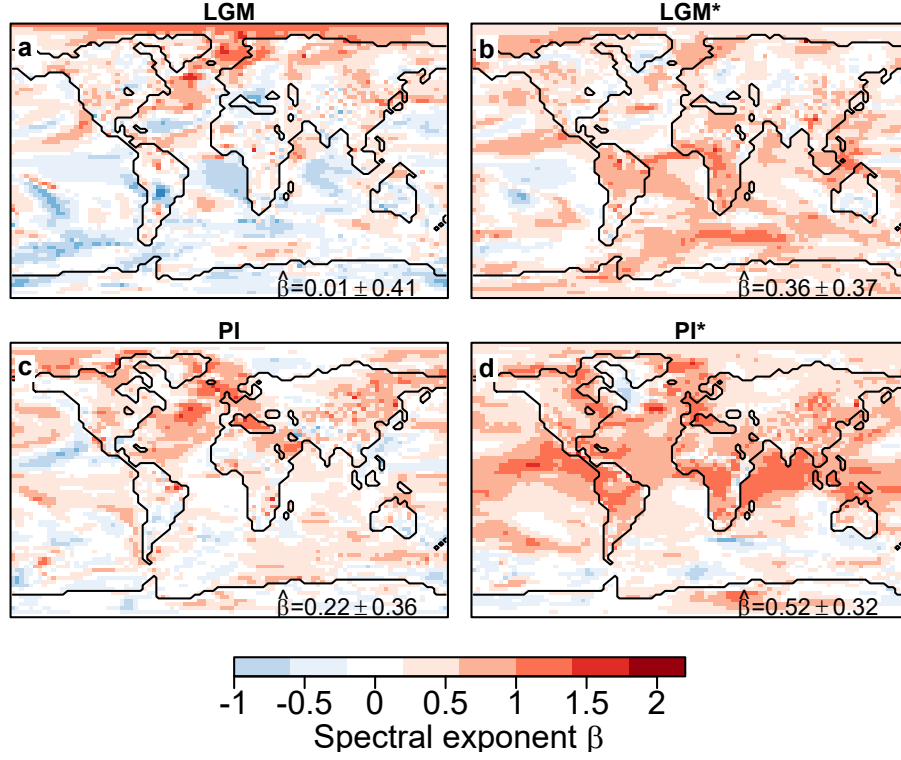 LGM
LGM*
a
b
β̂=0.01 ± 0.41
β̂=0.36 ± 0.37
PI
PI*
c
d
β̂=0.22 ± 0.36
β̂=0.52 ± 0.32
-1 -0.5 0 0.5 1 1.5 2
Spectral exponent β